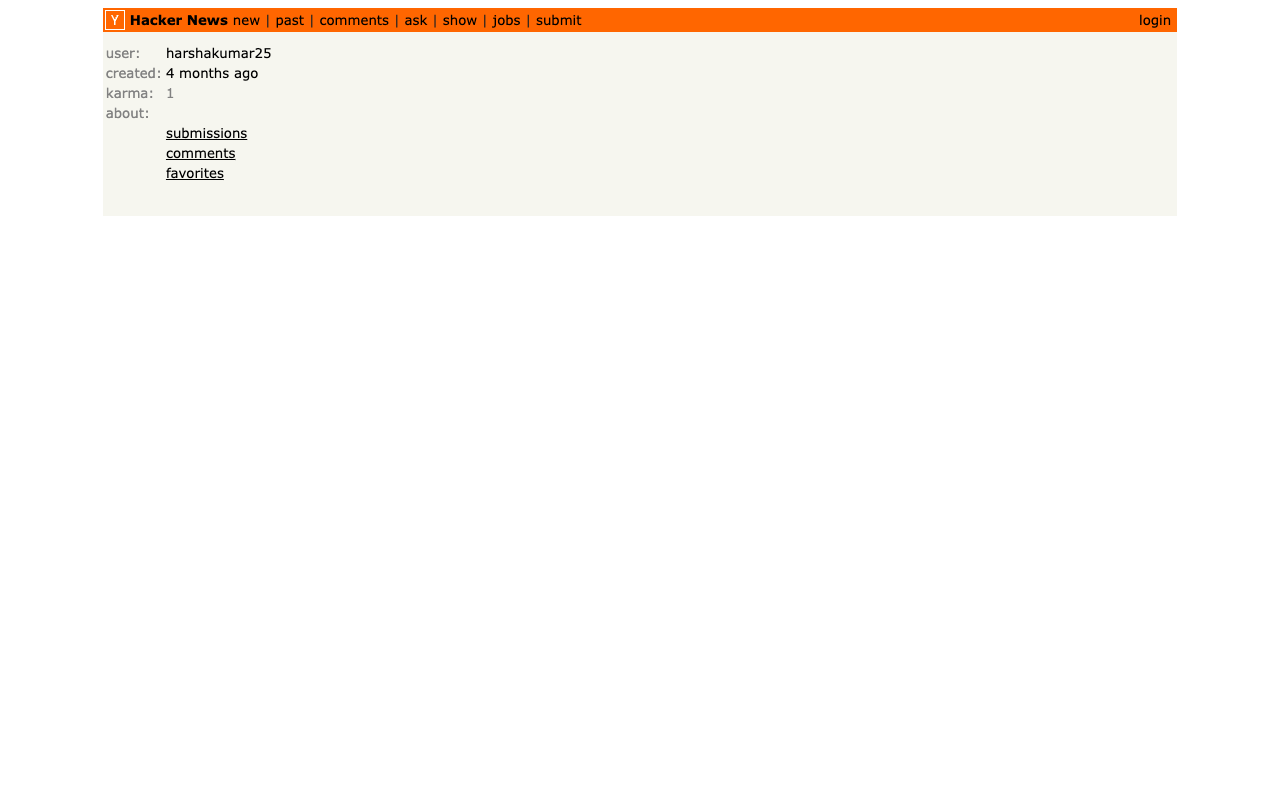 Y Hacker News new | past | comments | ask | show | jobs | submit login
user: harshakumar25
created: 4 months ago
karma: 1
about:
submissions
comments
favorites